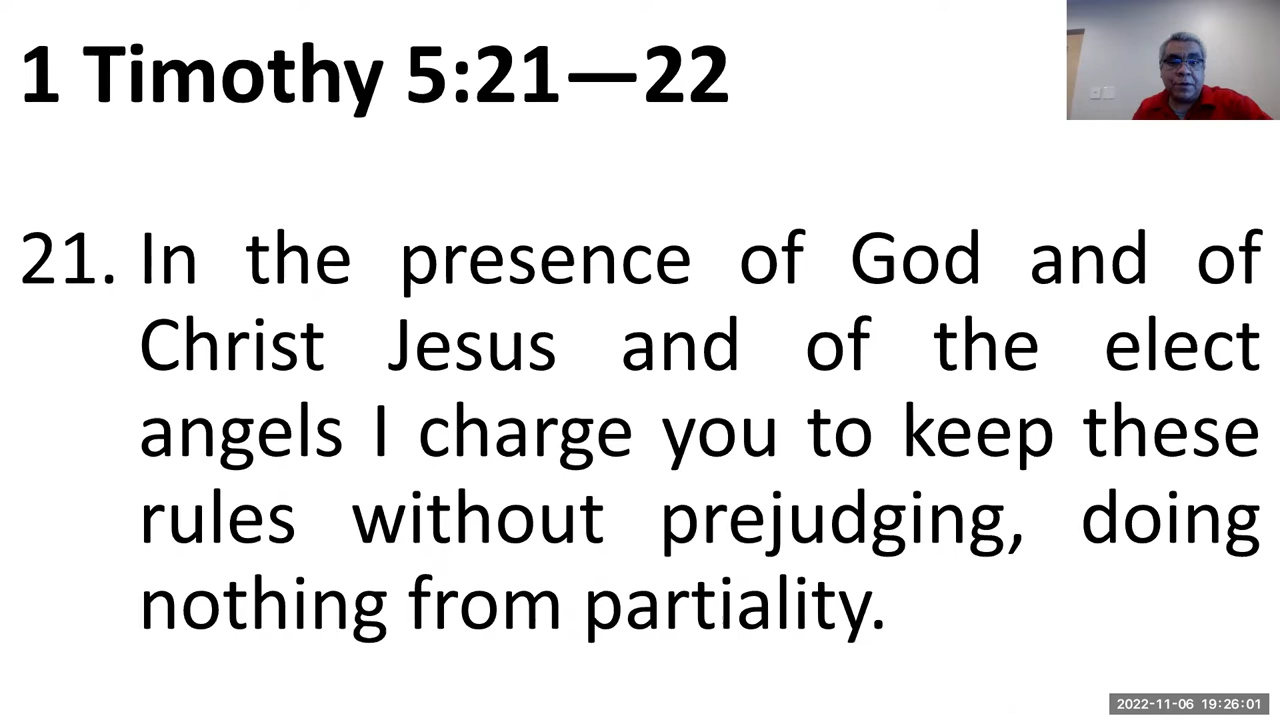 1 Timothy 5:21—22
21. In the presence of God and of
Christ Jesus and of the elect
angels I charge you to keep these
rules without prejudging, doing
nothing from partiality.
2022-11-06 19:26:01